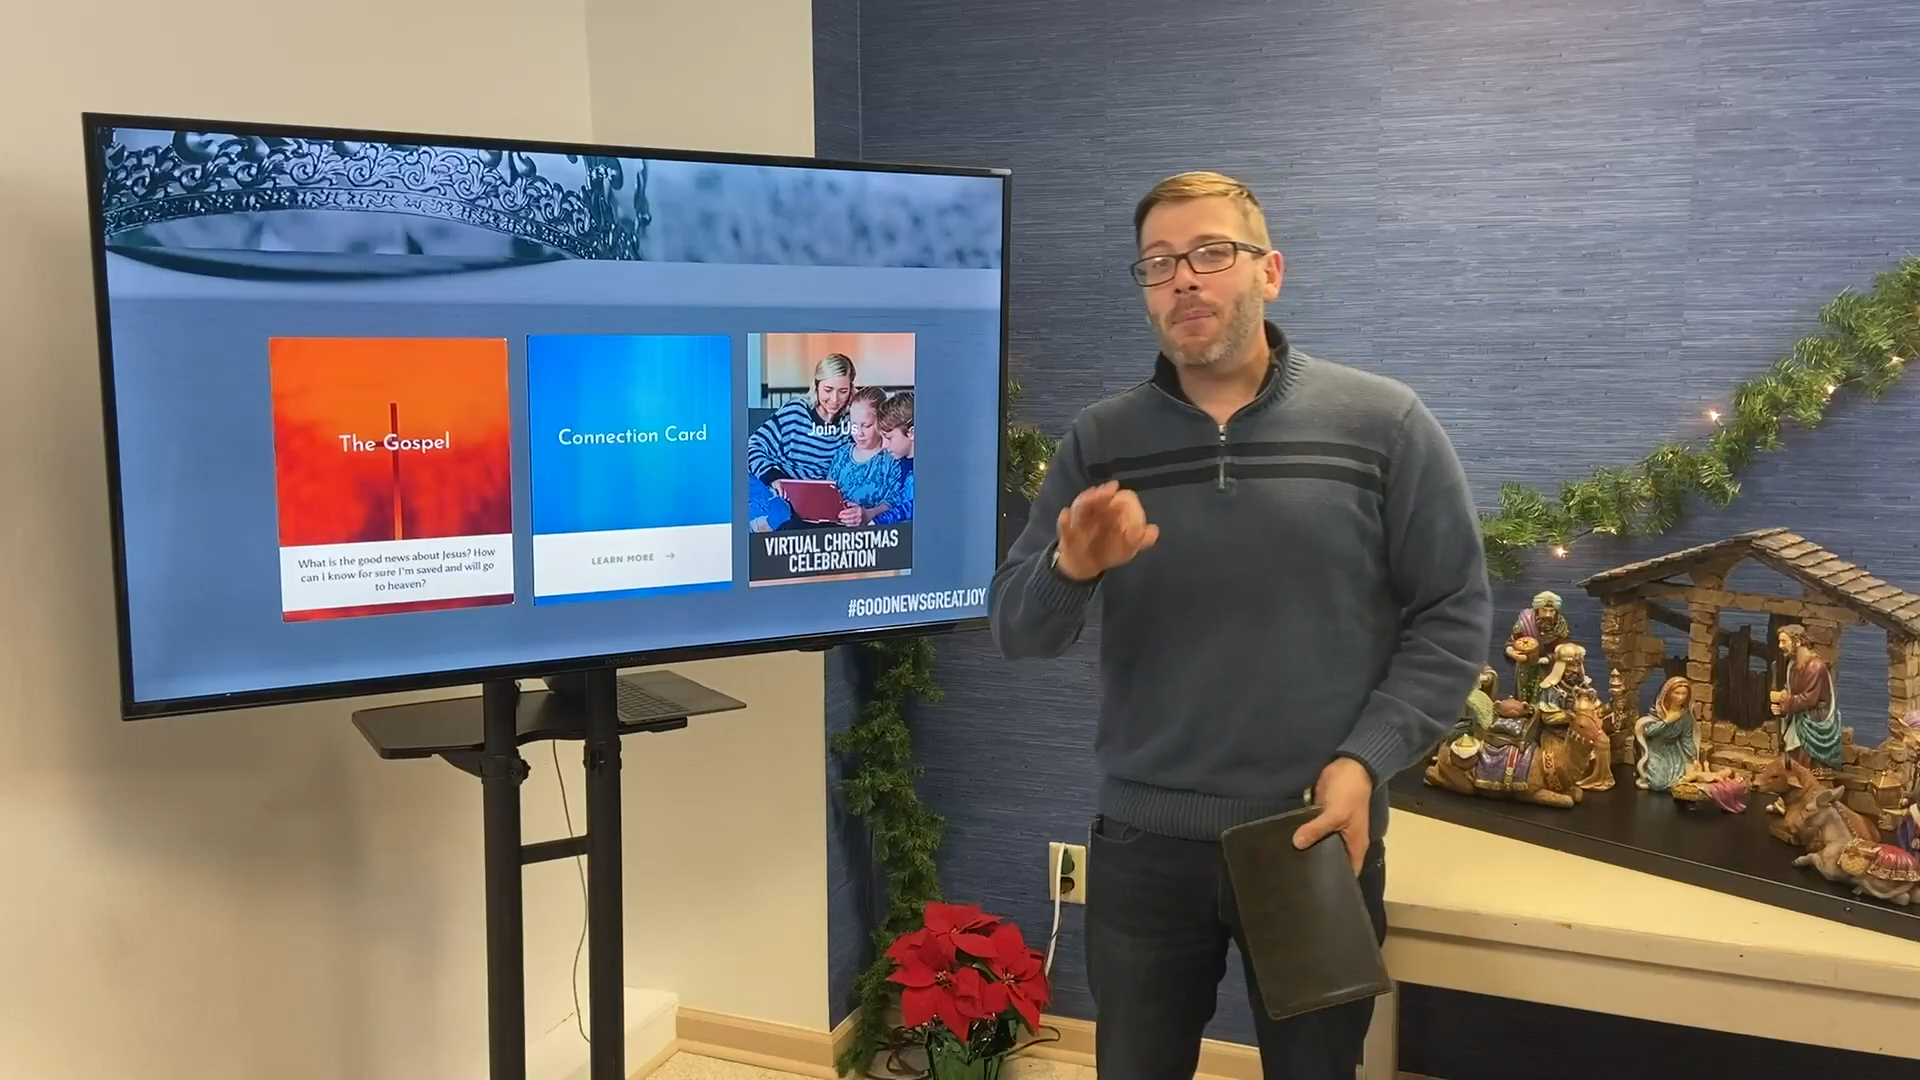 The Gospel
What is the good news about Jesus? How
can I know for sure I'm saved and will go
to heaven?
Connection Card
LEARN MORE →
Join Us
VIRTUAL CHRISTMAS
CELEBRATION
#GOODNEWSGREATJOY
INSIGNIA